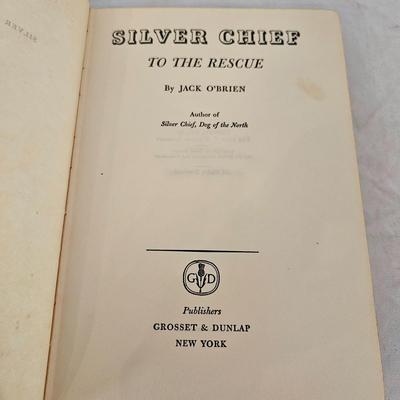 SILVER CHIEF
TO THE RESCUE
By JACK O'BRIEN
Author of
Silver Chief, Dog of the North
G D
Publishers
GROSSET & DUNLAP
NEW YORK